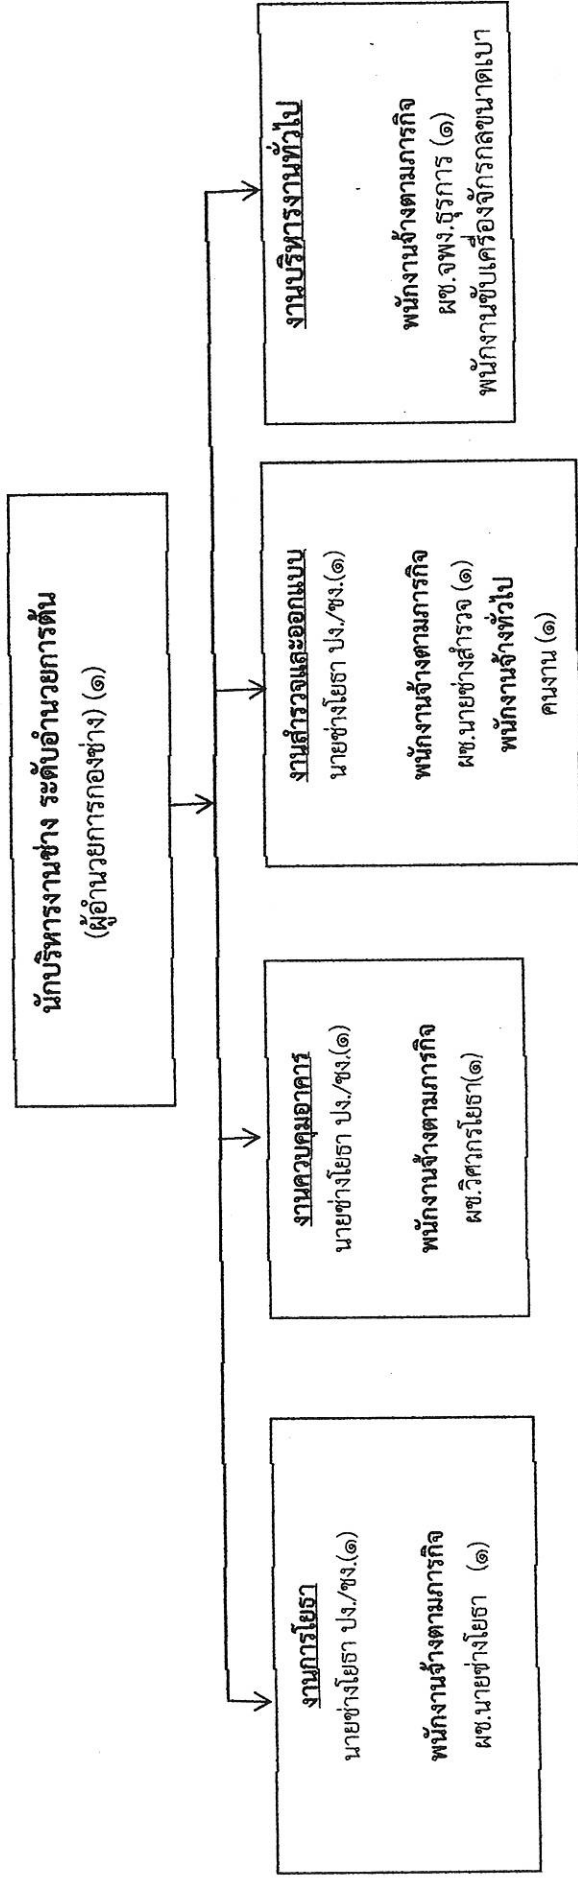 นักบริหารงานช่าง ระดับอำนวยการต้น
(ผู้อำนวยการกองช่าง) (๑)
งานการโยธา
นายช่างโยธา ปง./ชง.(๑)
พนักงานจ้างตามภารกิจ
ผช.นายช่างโยธา (๑)
งานควบคุมอาคาร
นายช่างโยธา ปง./ชง.(๑)
พนักงานจ้างตามภารกิจ
ผช.วิศวกรโยธา(๑)
งานสำรวจและออกแบบ
นายช่างโยธา ปง./ชง.(๑)
พนักงานจ้างตามภารกิจ
ผช.นายช่างสำรวจ (๑)
พนักงานจ้างทั่วไป
คนงาน (๑)
งานบริหารงานทั่วไป
พนักงานจ้างตามภารกิจ
ผช.จพง.ธุรการ (๑)
พนักงานขับเครื่องจักรกลขนาดเบา